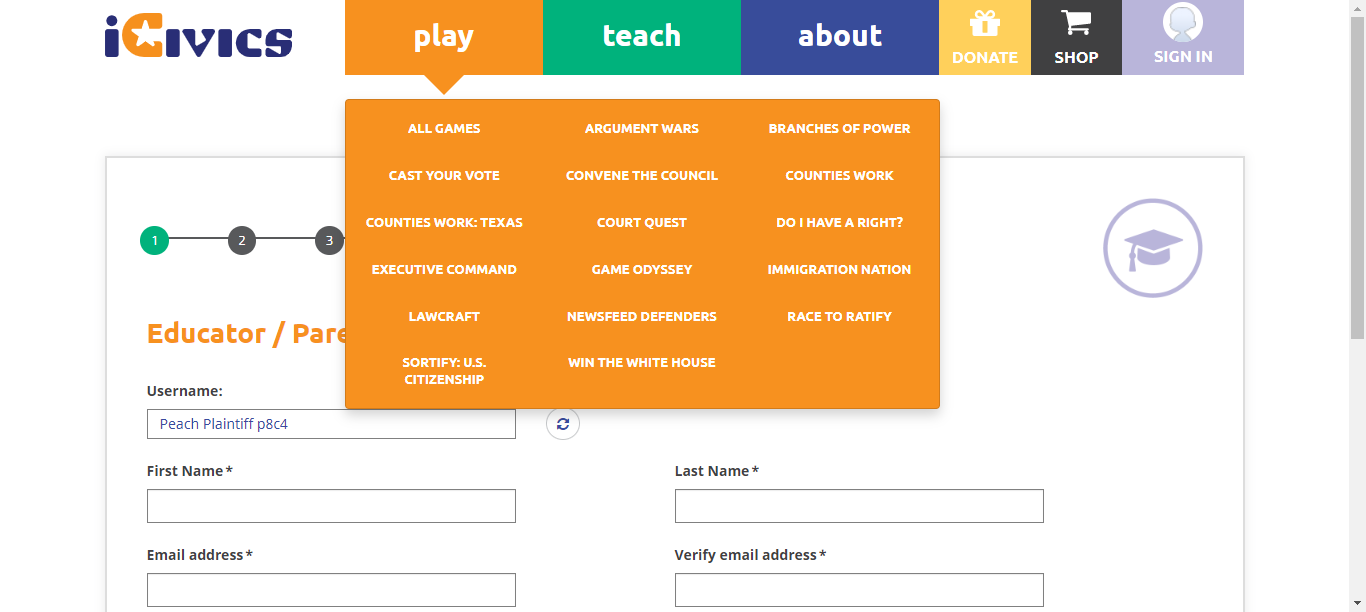 iCivics
play
teach
about
DONATE
SHOP
SIGN IN
ALL GAMES
ARGUMENT WARS
BRANCHES OF POWER
CAST YOUR VOTE
CONVENE THE COUNCIL
COUNTIES WORK
COUNTIES WORK: TEXAS
COURT QUEST
DO I HAVE A RIGHT?
EXECUTIVE COMMAND
GAME ODYSSEY
IMMIGRATION NATION
LAWCRAFT
NEWSFEED DEFENDERS
RACE TO RATIFY
SORTIFY: U.S.
CITIZENSHIP
WIN THE WHITE HOUSE
1
2
3
Educator / Pare
Username:
Peach Plaintiff p8c4
First Name*
Last Name*
Email address*
Verify email address*